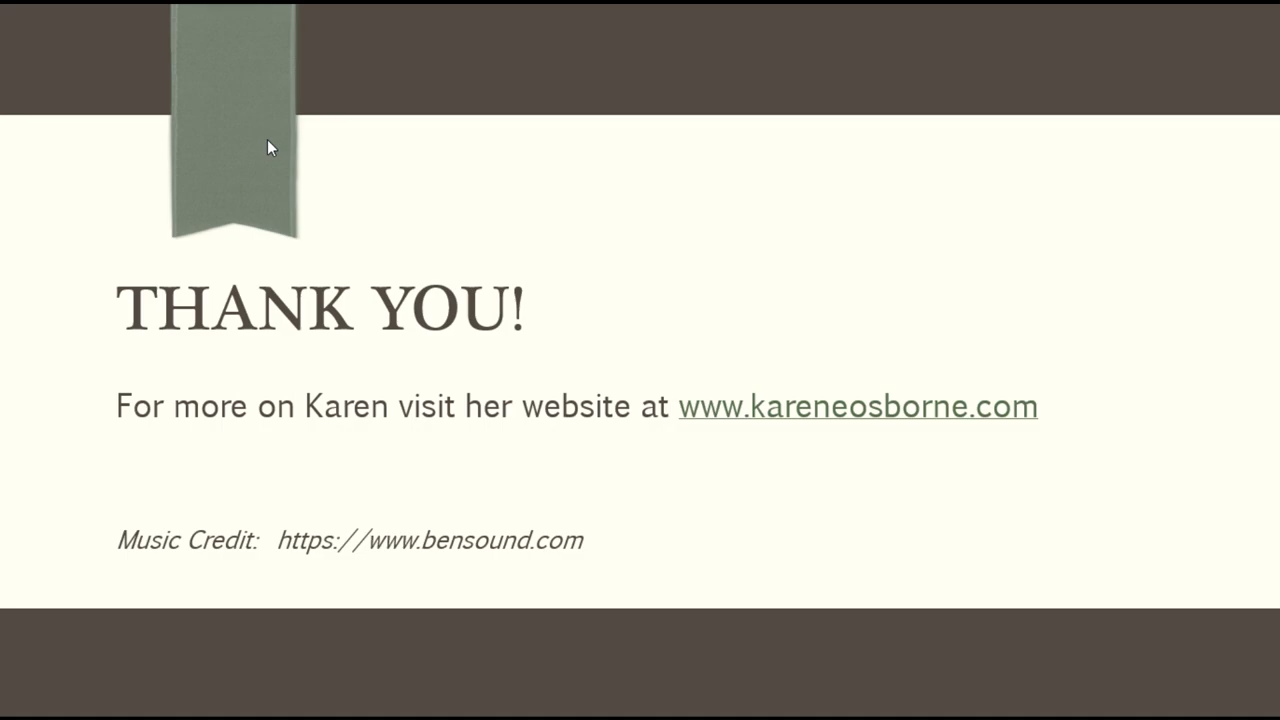 THANK YOU!
For more on Karen visit her website at www.kareneosborne.com
Music Credit: https://www.bensound.com